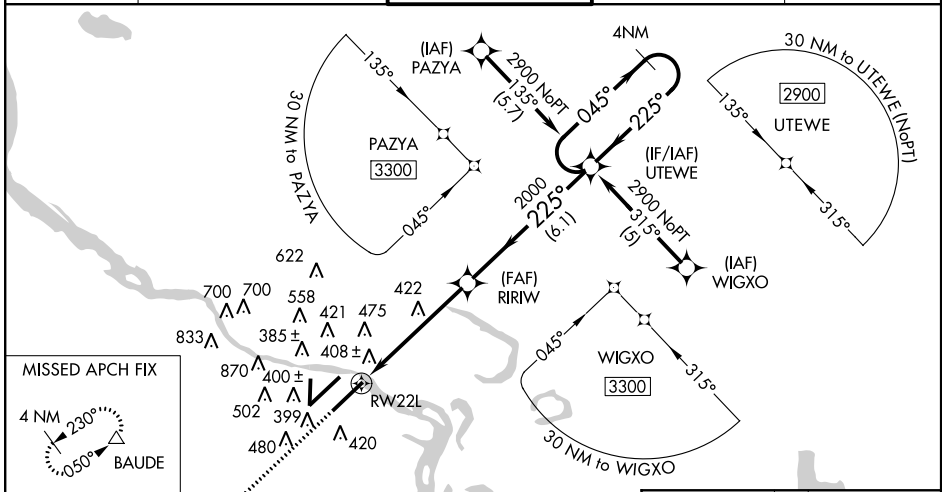 (IAF)
PAZYA
2900 NoPT
135°
(5.7)
4NM
045°
225°
30 NM to UTEWE (NoPT)
135°
2900
UTEWE
315°
135°
30 NM to PAZYA
PAZYA
3300
045°
(IF/IAF)
UTEWE
2000
225°
(6.1)
2900 NoPT
315°
(5)
(IAF)
WIGXO
(FAF)
RIRIW
622
700
700
558
421
475
422
833
385 ±
408 ±
870
400 ±
502
399
480
420
RW22L
045°
WIGXO
3300
315°
30 NM to WIGXO
MISSED APCH FIX
4 NM
230°
050°
BAUDE